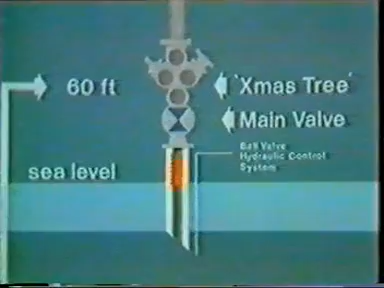 60 ft
'Xmas Tree'
Main Valve
Ball Valve
Hydraulic Control
System
sea level